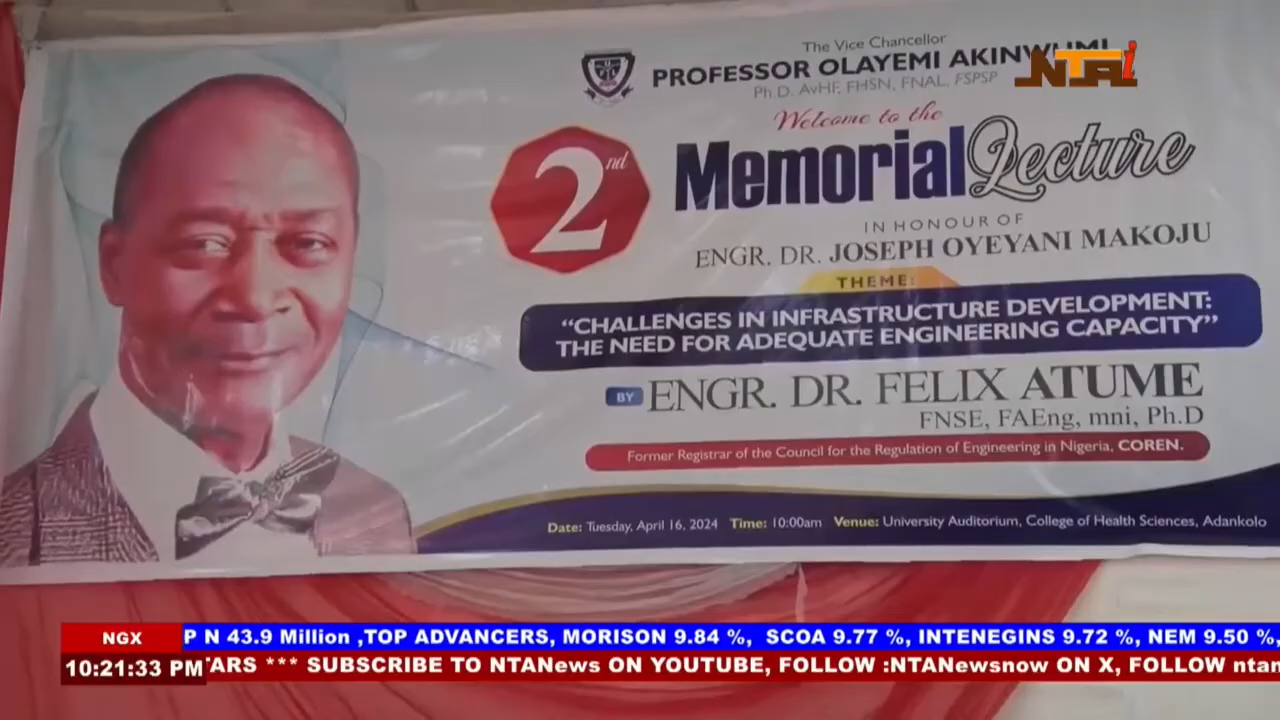 The Vice Chancellor
PROFESSOR OLAYEMI AKINWUMI
Ph.D. AvHF, FHSN, FNAL, FSPSP
NTAi
Welcome to the
2nd
Memorial Lecture
IN HONOUR OF
ENGR. DR. JOSEPH OYEYANI MAKOJU
THEME:
“CHALLENGES IN INFRASTRUCTURE DEVELOPMENT:
THE NEED FOR ADEQUATE ENGINEERING CAPACITY”
BY ENGR. DR. FELIX ATUME
FNSE, FAEng, mni, Ph.D
Former Registrar of the Council for the Regulation of Engineering in Nigeria, COREN.
Date: Tuesday, April 16, 2024 Time: 10:00am Venue: University Auditorium, College of Health Sciences, Adankolo
NGX P N 43.9 Million ,TOP ADVANCERS, MORISON 9.84 %, SCOA 9.77 %, INTENEGINS 9.72 %, NEM 9.50 %,
10:21:33 PM TARS *** SUBSCRIBE TO NTANews ON YOUTUBE, FOLLOW :NTANewsnow ON X, FOLLOW ntan